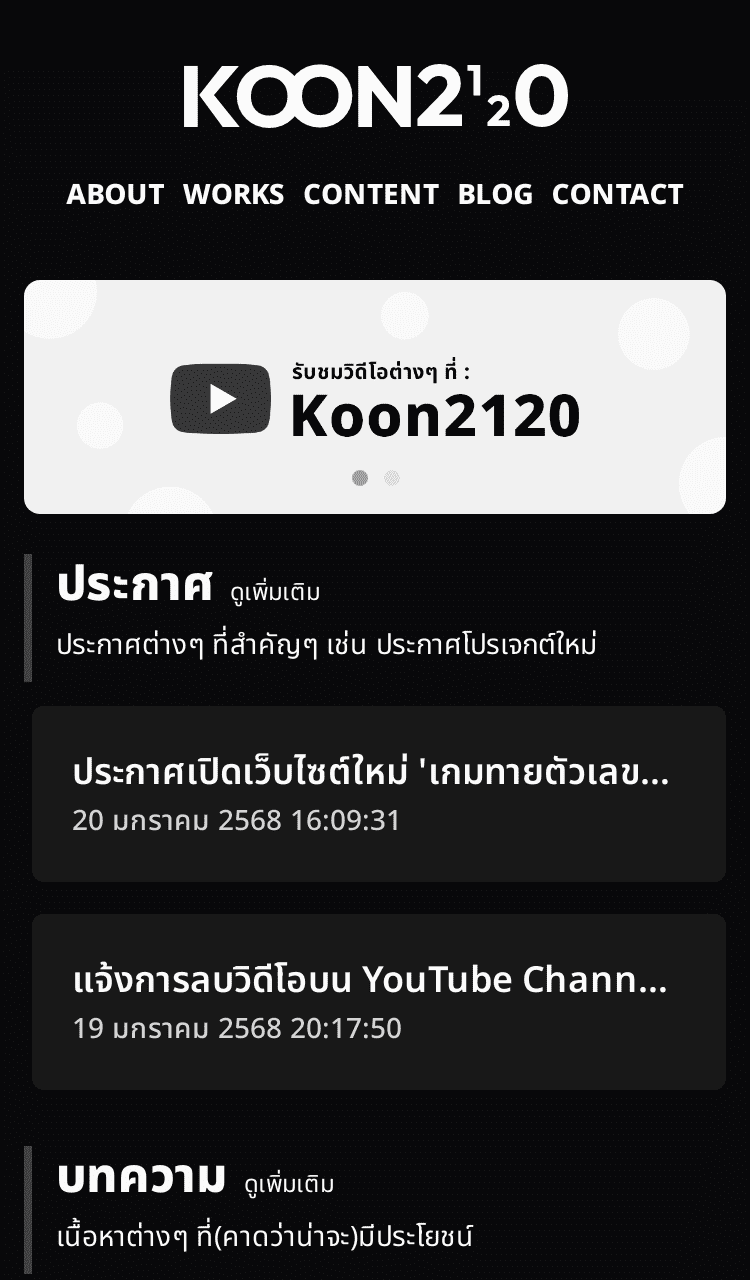 KOON2120
ABOUT WORKS CONTENT BLOG CONTACT
รับชมวิดีโอต่างๆ ที่ :
Koon2120
ประกาศ ดูเพิ่มเติม
ประกาศต่างๆ ที่สำคัญๆ เช่น ประกาศโปรเจกต์ใหม่
ประกาศเปิดเว็บไซต์ใหม่ 'เกมทายตัวเลข...
20 มกราคม 2568 16:09:31
แจ้งการลบวิดีโอบน YouTube Chann...
19 มกราคม 2568 20:17:50
บทความ ดูเพิ่มเติม
เนื้อหาต่างๆ ที่(คาดว่าน่าจะ)มีประโยชน์